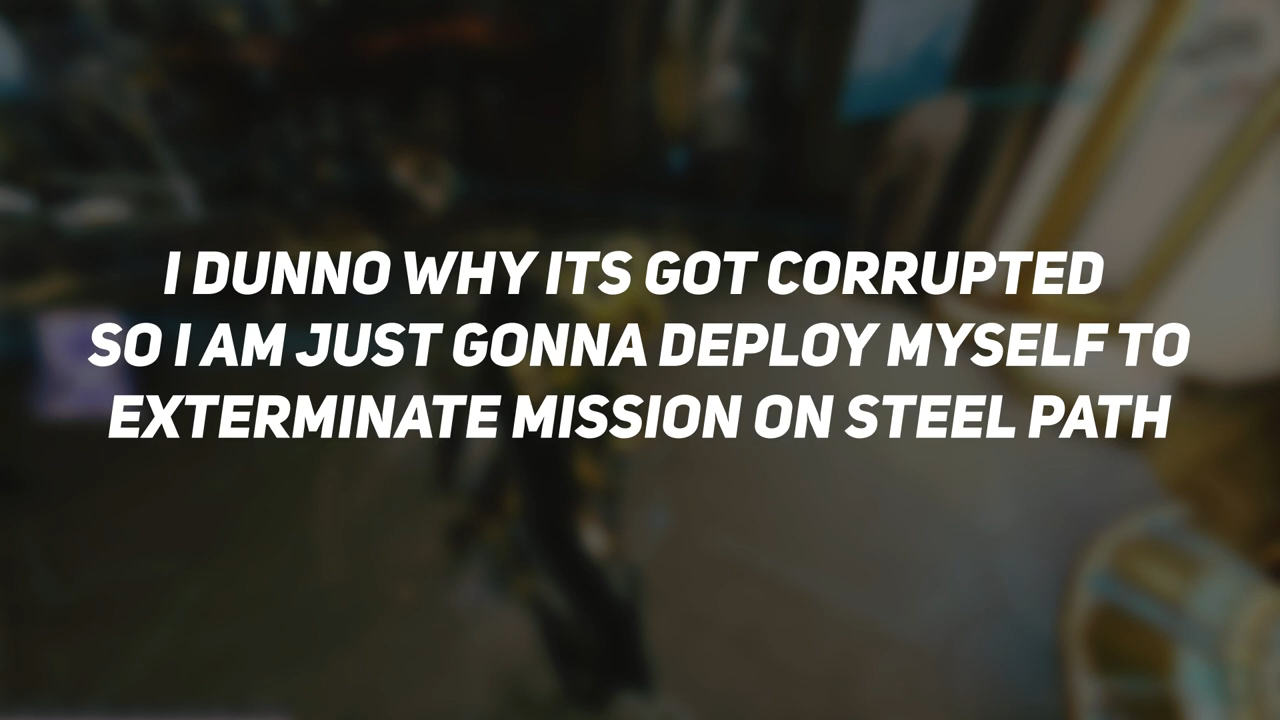 I DUNNO WHY ITS GOT CORRUPTED
SO I AM JUST GONNA DEPLOY MYSELF TO
EXTERMINATE MISSION ON STEEL PATH